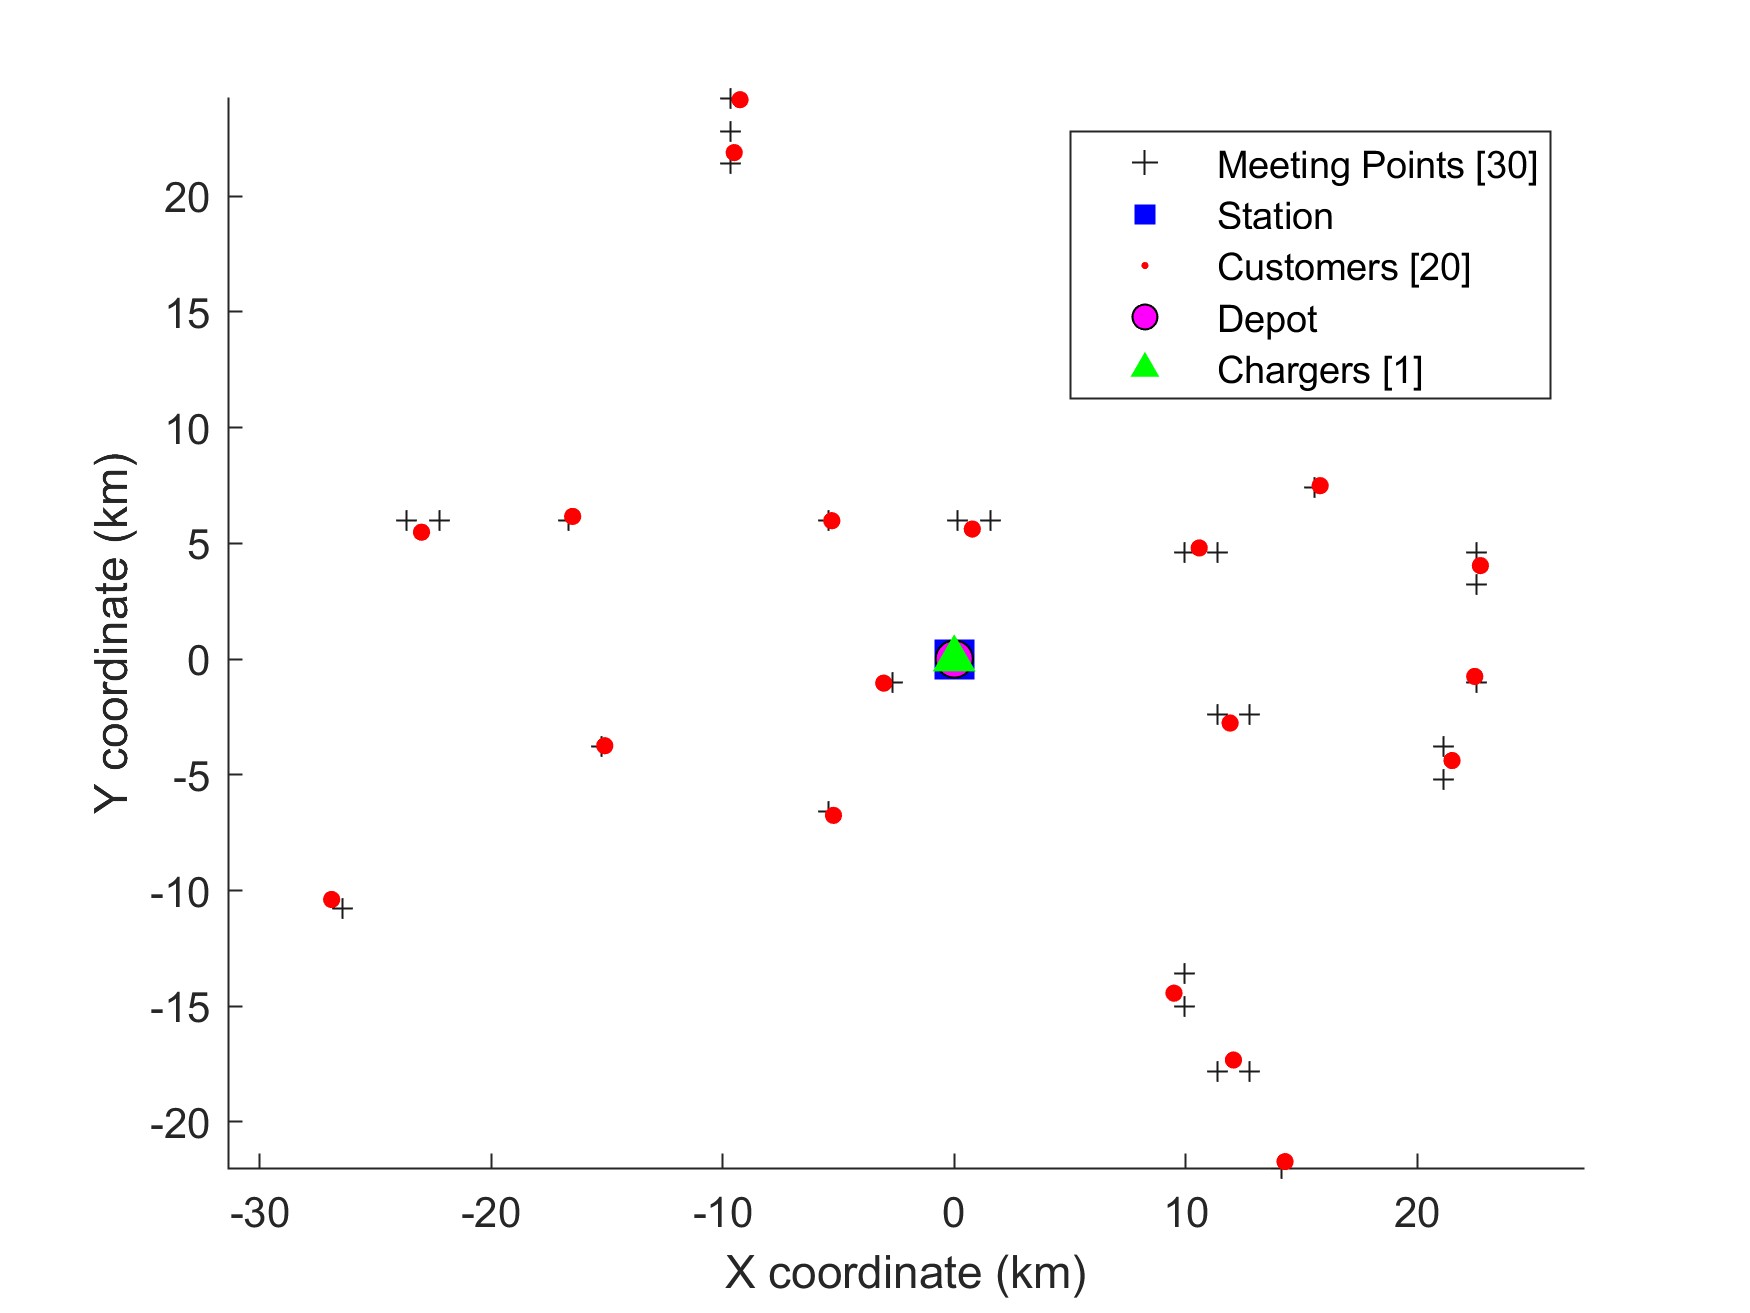 Meeting Points [30]
Station
Customers [20]
Depot
Chargers [1]
20
15
10
5
0
-5
-10
-15
-20
Y coordinate (km)
-30 -20 -10 0 10 20
X coordinate (km)